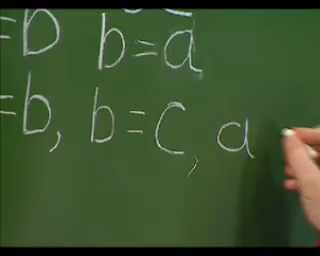 =b b=a
=b, b=c, a